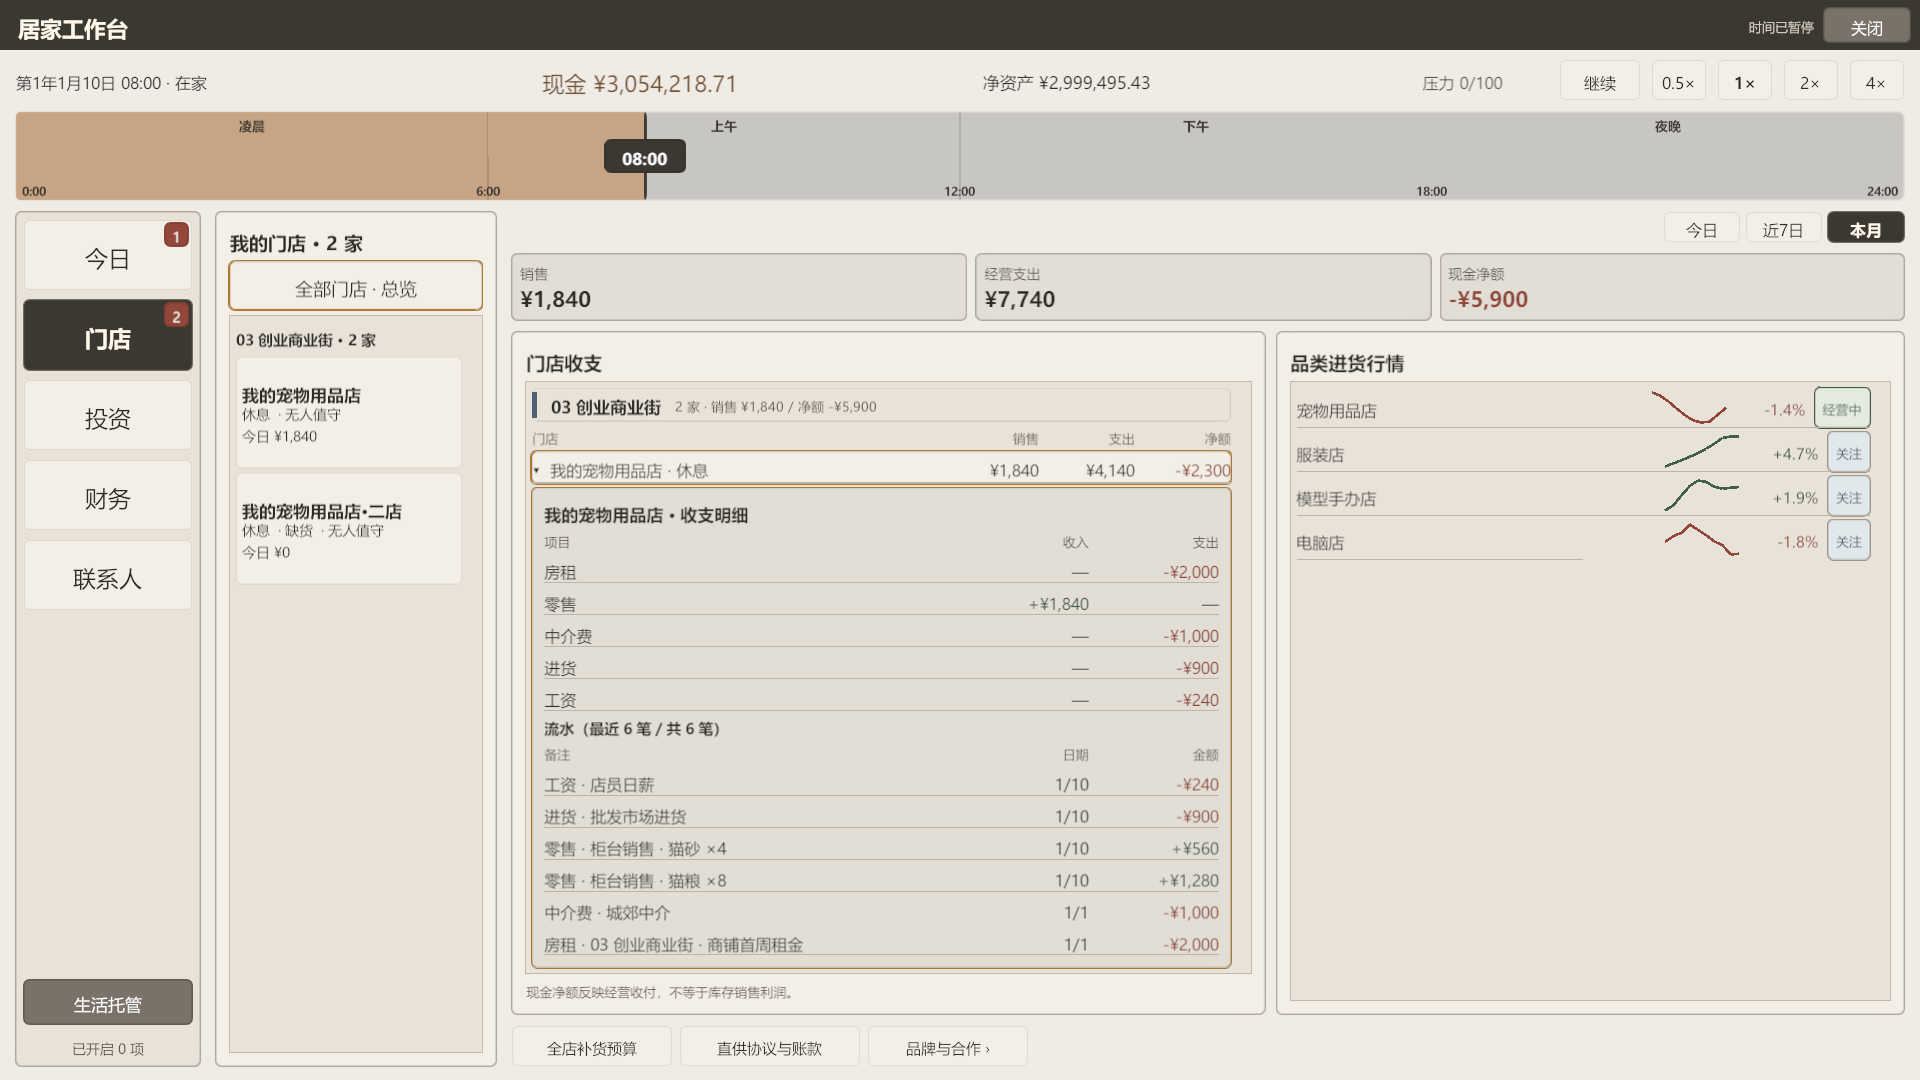 居家工作台
时间已暂停 关闭
第1年1月10日 08:00 · 在家 现金 ¥3,054,218.71 净资产 ¥2,999,495.43 压力 0/100 继续 0.5× 1× 2× 4×
凌晨 上午 下午 夜晚
08:00
0:00 6:00 12:00 18:00 24:00
今日 1
门店 2
投资
财务
联系人
生活托管
已开启 0 项
我的门店 • 2 家
全部门店 · 总览
03 创业商业街 • 2 家
我的宠物用品店
休息 · 无人值守
今日 ¥1,840
我的宠物用品店•二店
休息 · 缺货 · 无人值守
今日 ¥0
今日 近7日 本月
销售
¥1,840
经营支出
¥7,740
现金净额
-¥5,900
门店收支
03 创业商业街 2 家 · 销售 ¥1,840 / 净额 -¥5,900
门店 销售 支出 净额
▾ 我的宠物用品店 · 休息 ¥1,840 ¥4,140 -¥2,300
我的宠物用品店 • 收支明细
项目 收入 支出
房租 — -¥2,000
零售 +¥1,840 —
中介费 — -¥1,000
进货 — -¥900
工资 — -¥240
流水（最近 6 笔 / 共 6 笔）
备注 日期 金额
工资 · 店员日薪 1/10 -¥240
进货 · 批发市场进货 1/10 -¥900
零售 · 柜台销售 · 猫砂 ×4 1/10 +¥560
零售 · 柜台销售 · 猫粮 ×8 1/10 +¥1,280
中介费 · 城郊中介 1/1 -¥1,000
房租 · 03 创业商业街 · 商铺首周租金 1/1 -¥2,000
现金净额反映经营收付，不等于库存销售利润。
品类进货行情
宠物用品店 -1.4% 经营中
服装店 +4.7% 关注
模型手办店 +1.9% 关注
电脑店 -1.8% 关注
全店补货预算 直供协议与账款 品牌与合作 ›